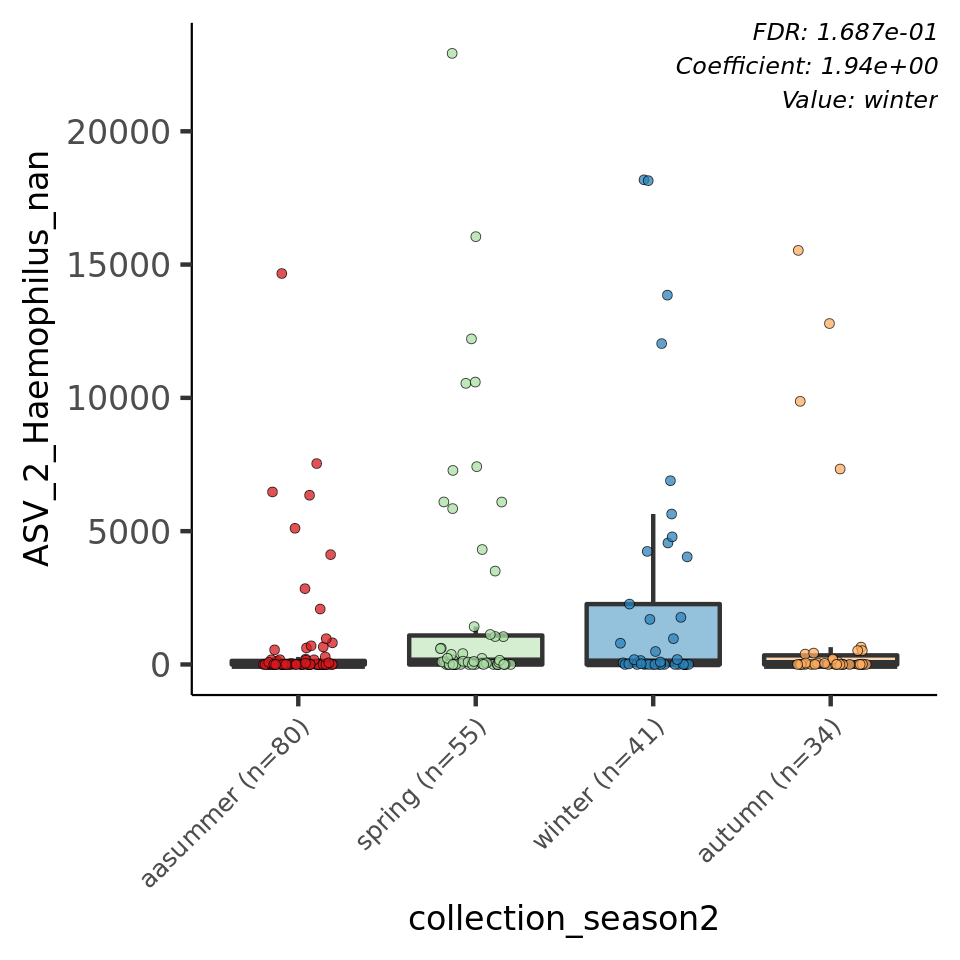 FDR: 1.687e-01
Coefficient: 1.94e+00
Value: winter
ASV_2_Haemophilus_nan
20000
15000
10000
5000
0
aasummer (n=80)
spring (n=55)
winter (n=41)
autumn (n=34)
collection_season2